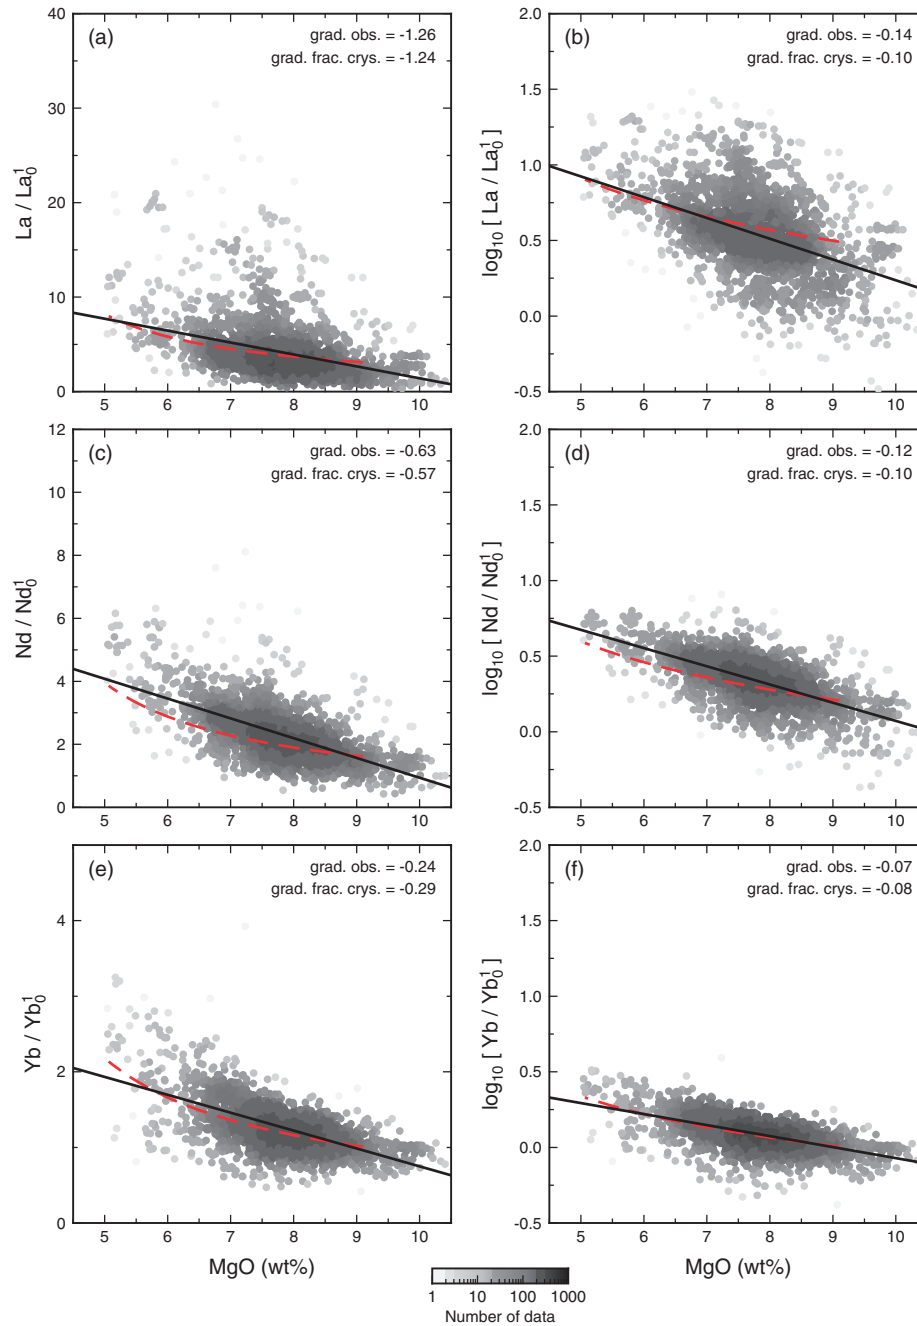 (a)
grad. obs. = -1.26
grad. frac. crys. = -1.24
40
30
20
10
0
La / La₀¹
5 6 7 8 9 10
(b)
grad. obs. = -0.14
grad. frac. crys. = -0.10
2.0
1.5
1.0
0.5
0.0
-0.5
log₁₀ [ La / La₀¹ ]
5 6 7 8 9 10
(c)
grad. obs. = -0.63
grad. frac. crys. = -0.57
12
10
8
6
4
2
0
Nd / Nd₀¹
5 6 7 8 9 10
(d)
grad. obs. = -0.12
grad. frac. crys. = -0.10
2.0
1.5
1.0
0.5
0.0
-0.5
log₁₀ [ Nd / Nd₀¹ ]
5 6 7 8 9 10
(e)
grad. obs. = -0.24
grad. frac. crys. = -0.29
4
2
0
Yb / Yb₀¹
5 6 7 8 9 10
MgO (wt%)
(f)
grad. obs. = -0.07
grad. frac. crys. = -0.08
2.0
1.5
1.0
0.5
0.0
-0.5
log₁₀ [ Yb / Yb₀¹ ]
5 6 7 8 9 10
MgO (wt%)
1 10 100 1000
Number of data